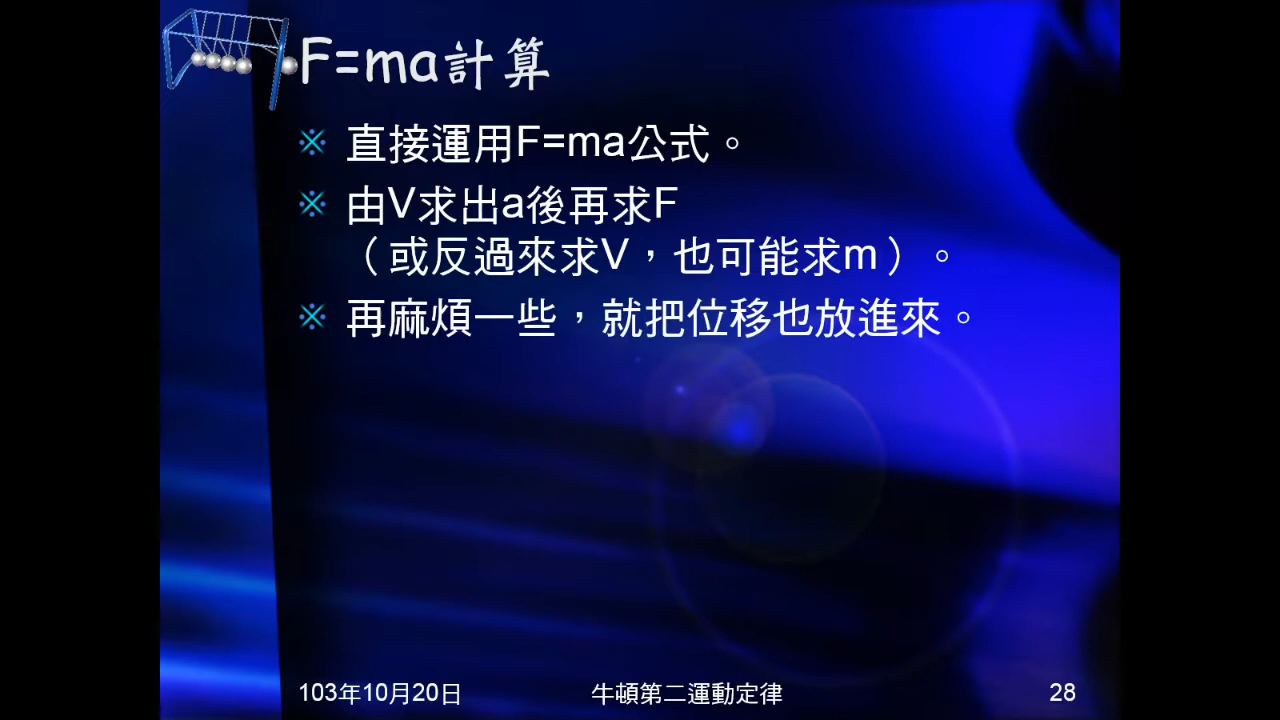 F=ma計算
※ 直接運用F=ma公式。
※ 由V求出a後再求F
（或反過來求V，也可能求m）。
※ 再麻煩一些，就把位移也放進來。
103年10月20日
牛頓第二運動定律
28